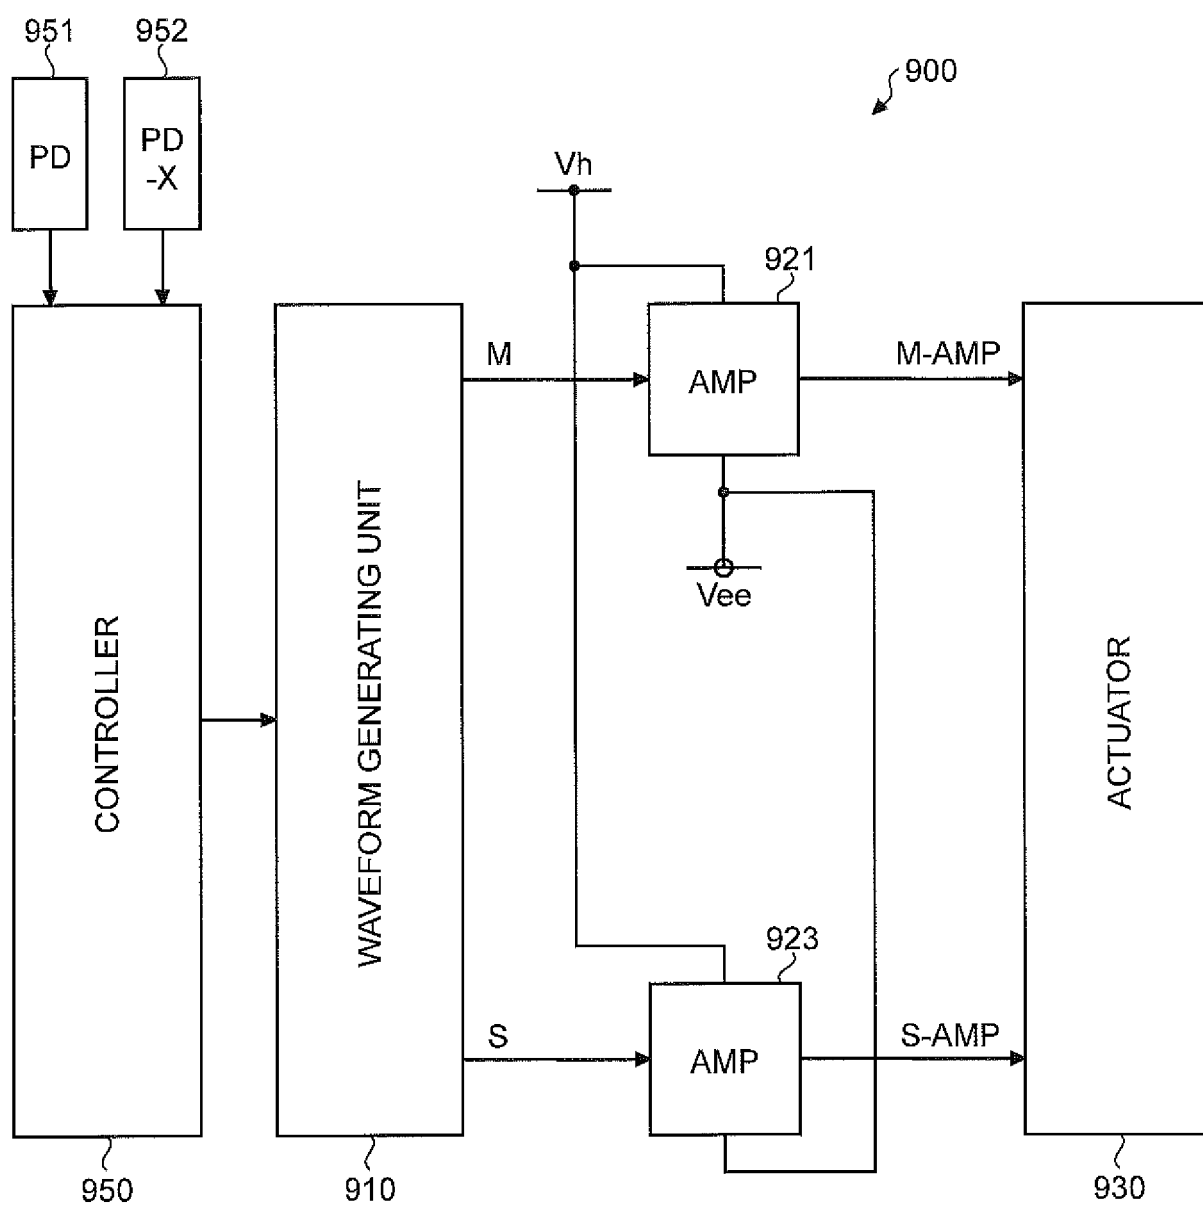 951
952
900
PD
PD
-X
Vh
921
M
AMP
M-AMP
Vee
CONTROLLER
WAVEFORM GENERATING UNIT
ACTUATOR
923
S
AMP
S-AMP
950
910
930